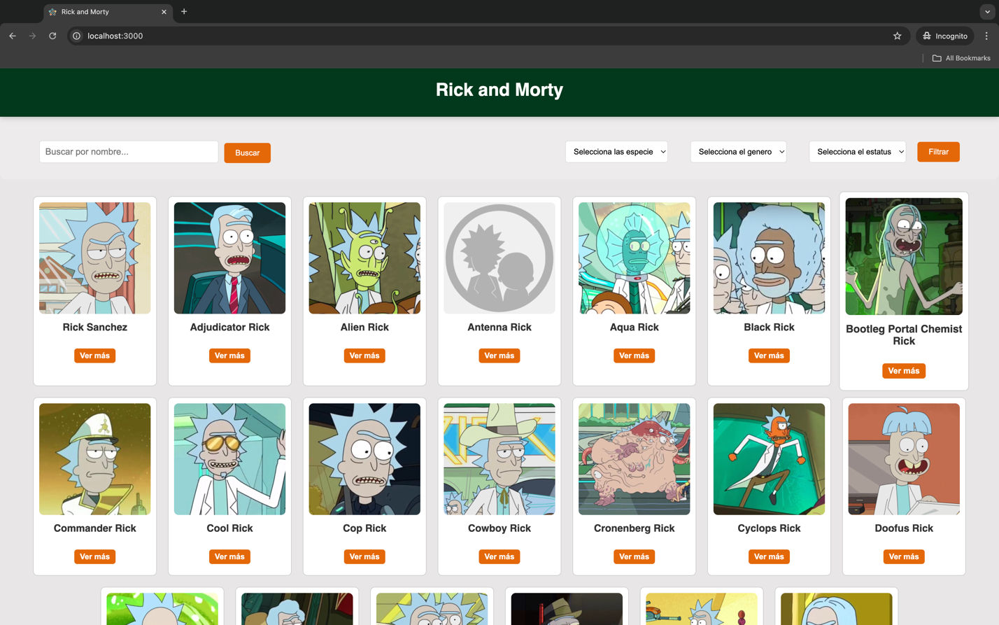 Rick and Morty
localhost:3000
Incognito
All Bookmarks
Rick and Morty
Buscar por nombre...
Buscar
Selecciona las especie
Selecciona el genero
Selecciona el estatus
Filtrar
Rick Sanchez
Ver más
Adjudicator Rick
Ver más
Alien Rick
Ver más
Antenna Rick
Ver más
Aqua Rick
Ver más
Black Rick
Ver más
Bootleg Portal Chemist
Rick
Ver más
Commander Rick
Ver más
Cool Rick
Ver más
Cop Rick
Ver más
Cowboy Rick
Ver más
Cronenberg Rick
Ver más
Cyclops Rick
Ver más
Doofus Rick
Ver más